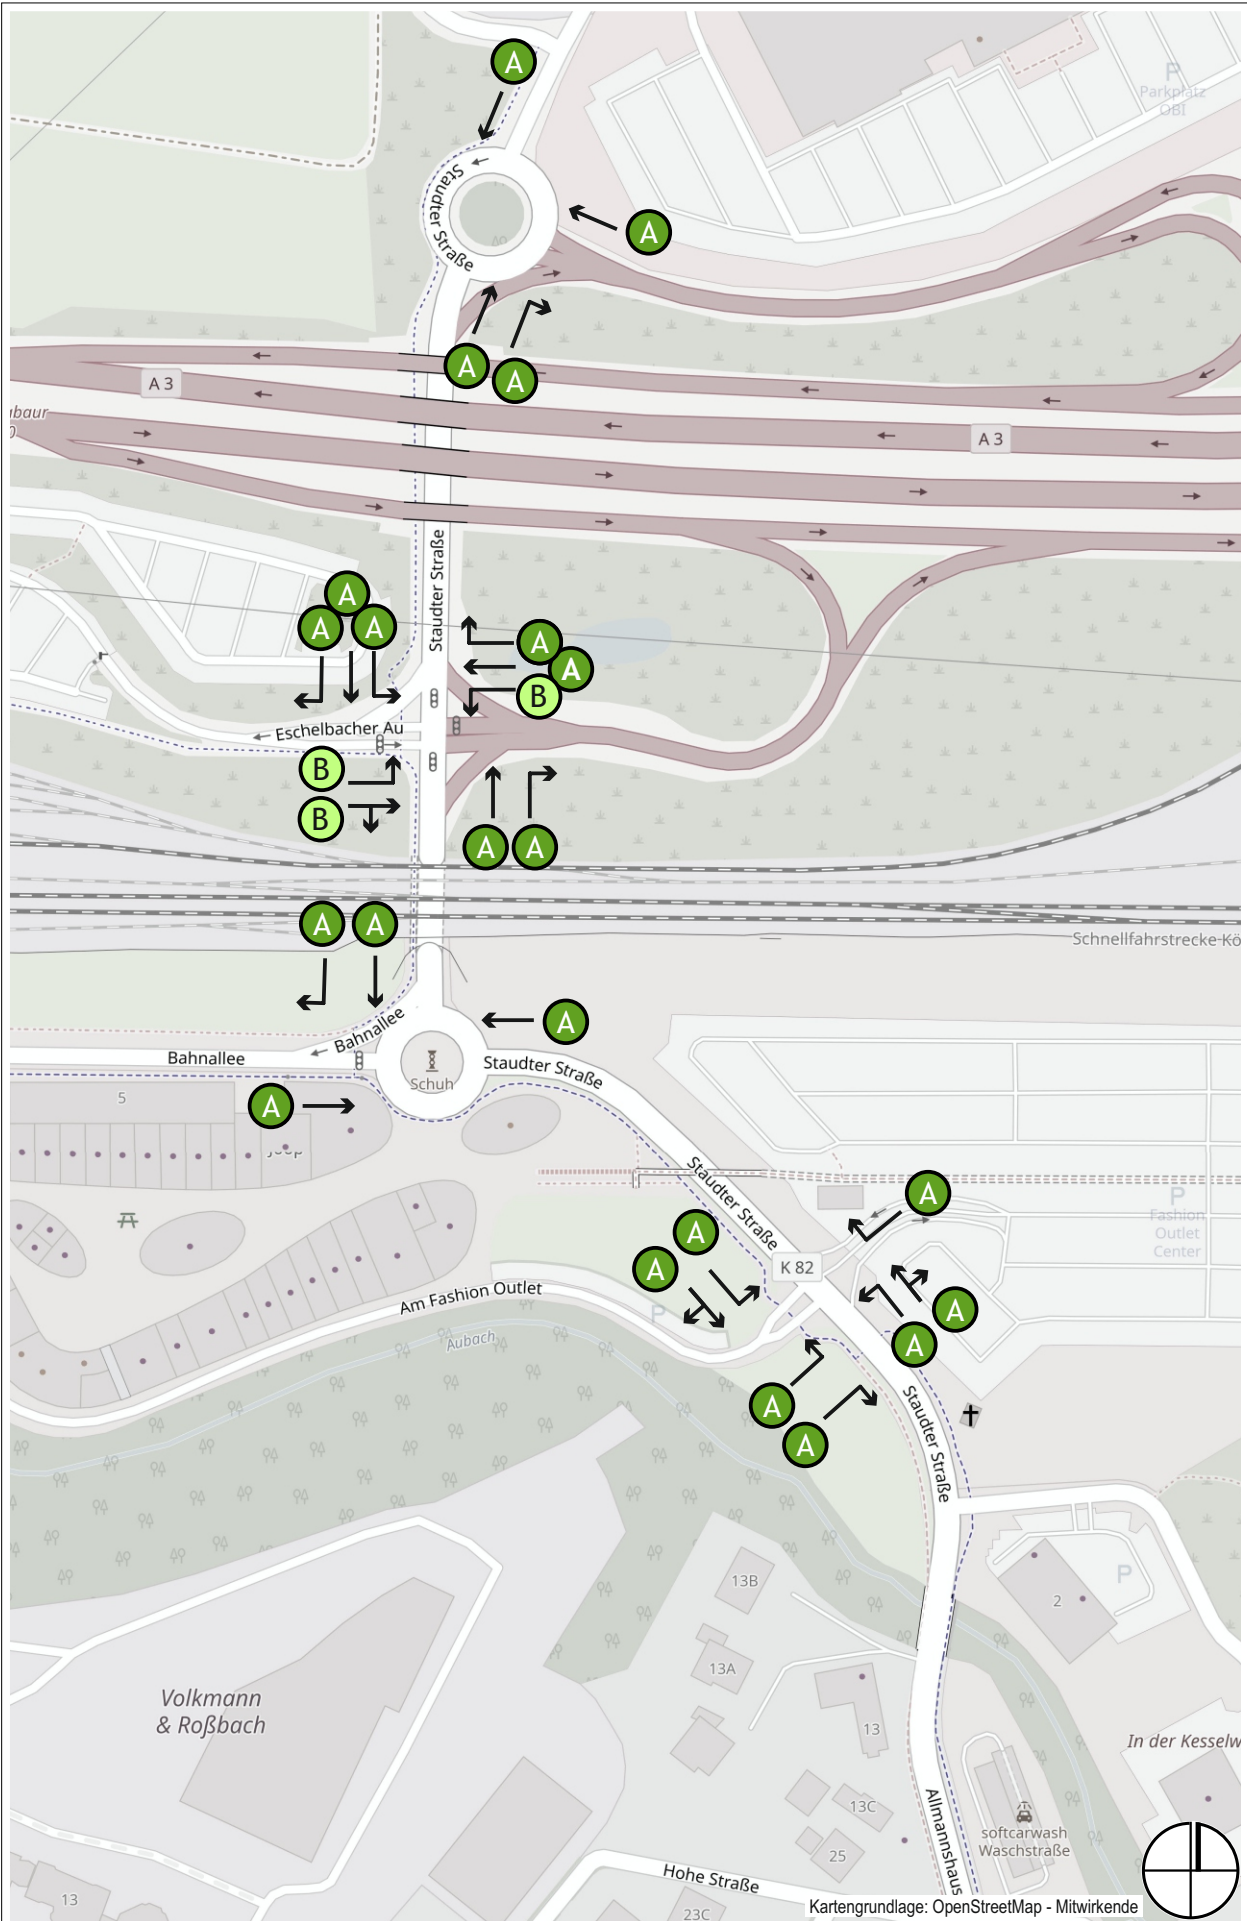 A
P
Parkplatz
OBI
Staudter Straße
A
A
A
A 3
A 3
Staudter Straße
A
A
A
A
A
B
Eschelbacher Au
B
B
A
A
A
A
Schnellfahrstrecke Kö
A
Bahnallee
Bahnallee
Schuh
Staudter Straße
5
A
Staudter Straße
A
P
Fashion
Outlet
Center
A
A
K 82
Am Fashion Outlet
P
Aubach
A
A
A
A
Staudter Straße
13B
2
P
13A
Volkmann
& Roßbach
13
In der Kesselw
13C
Allmannshaus
softcarwash
Waschstraße
25
Hohe Straße
13
23C
Kartengrundlage: OpenStreetMap - Mitwirkende